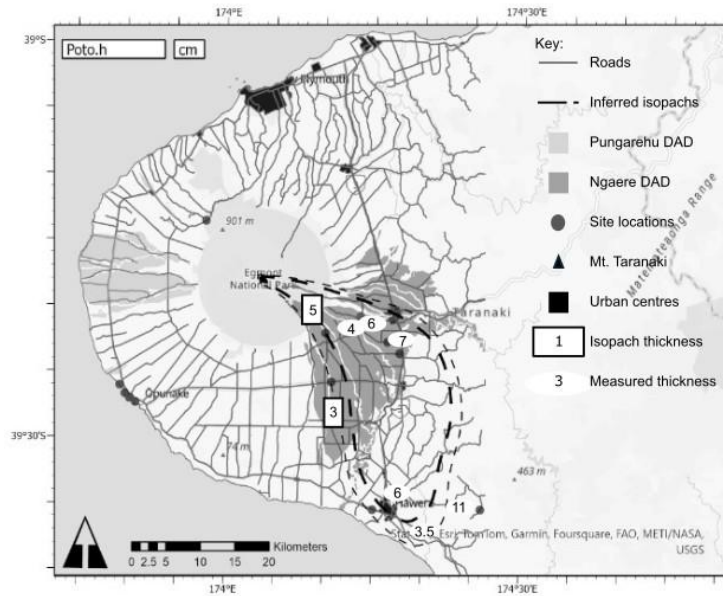 174°E
174°30'E
39°S
Poto.h
cm
Plymouth
901 m
Egmont
National Park
Taranaki
Matemateaonga Range
5
4
6
7
3
Opunake
39°30'S
74 m
463 m
6
Hawera
11
3.5
Esri, TomTom, Garmin, Foursquare, FAO, METI/NASA,
USGS
Kilometers
0 2.5 5 10 15 20
174°E
174°30'E
Key:
Roads
Inferred isopachs
Pungarehu DAD
Ngaere DAD
Site locations
Mt. Taranaki
Urban centres
1
Isopach thickness
3
Measured thickness